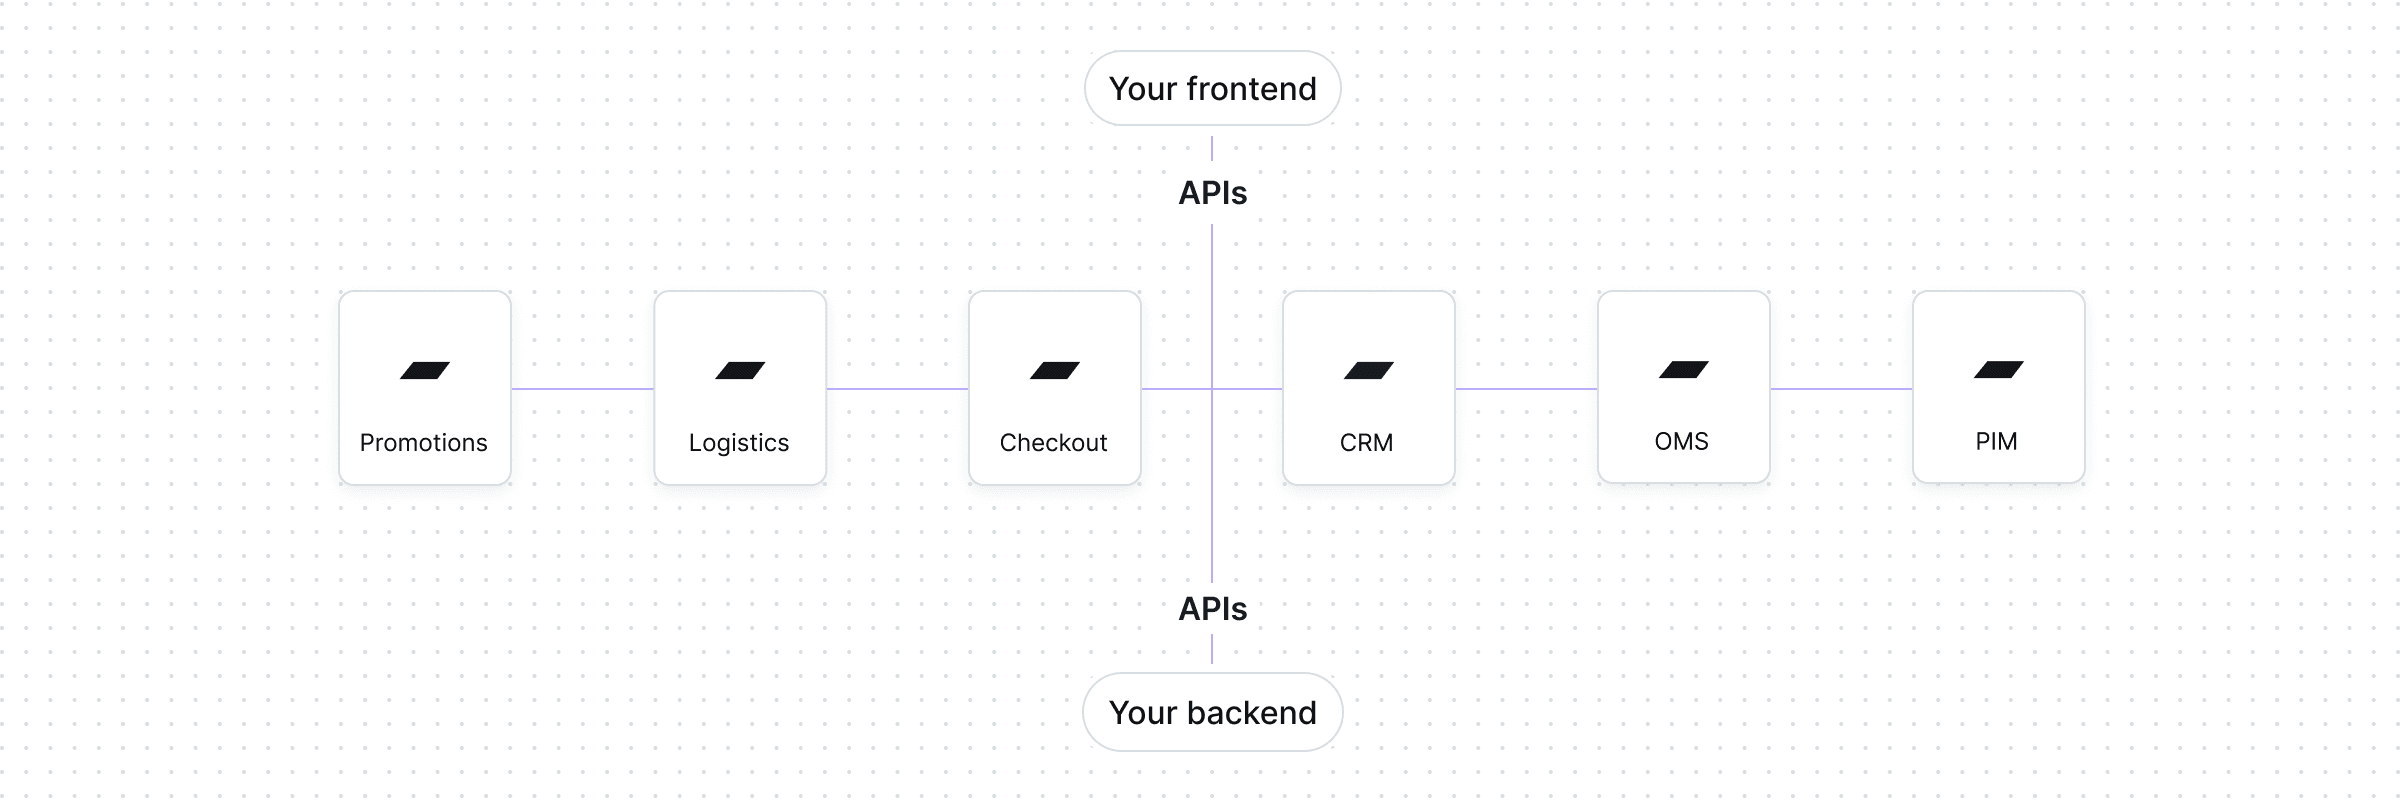 Your frontend
APIs
Promotions
Logistics
Checkout
CRM
OMS
PIM
APIs
Your backend